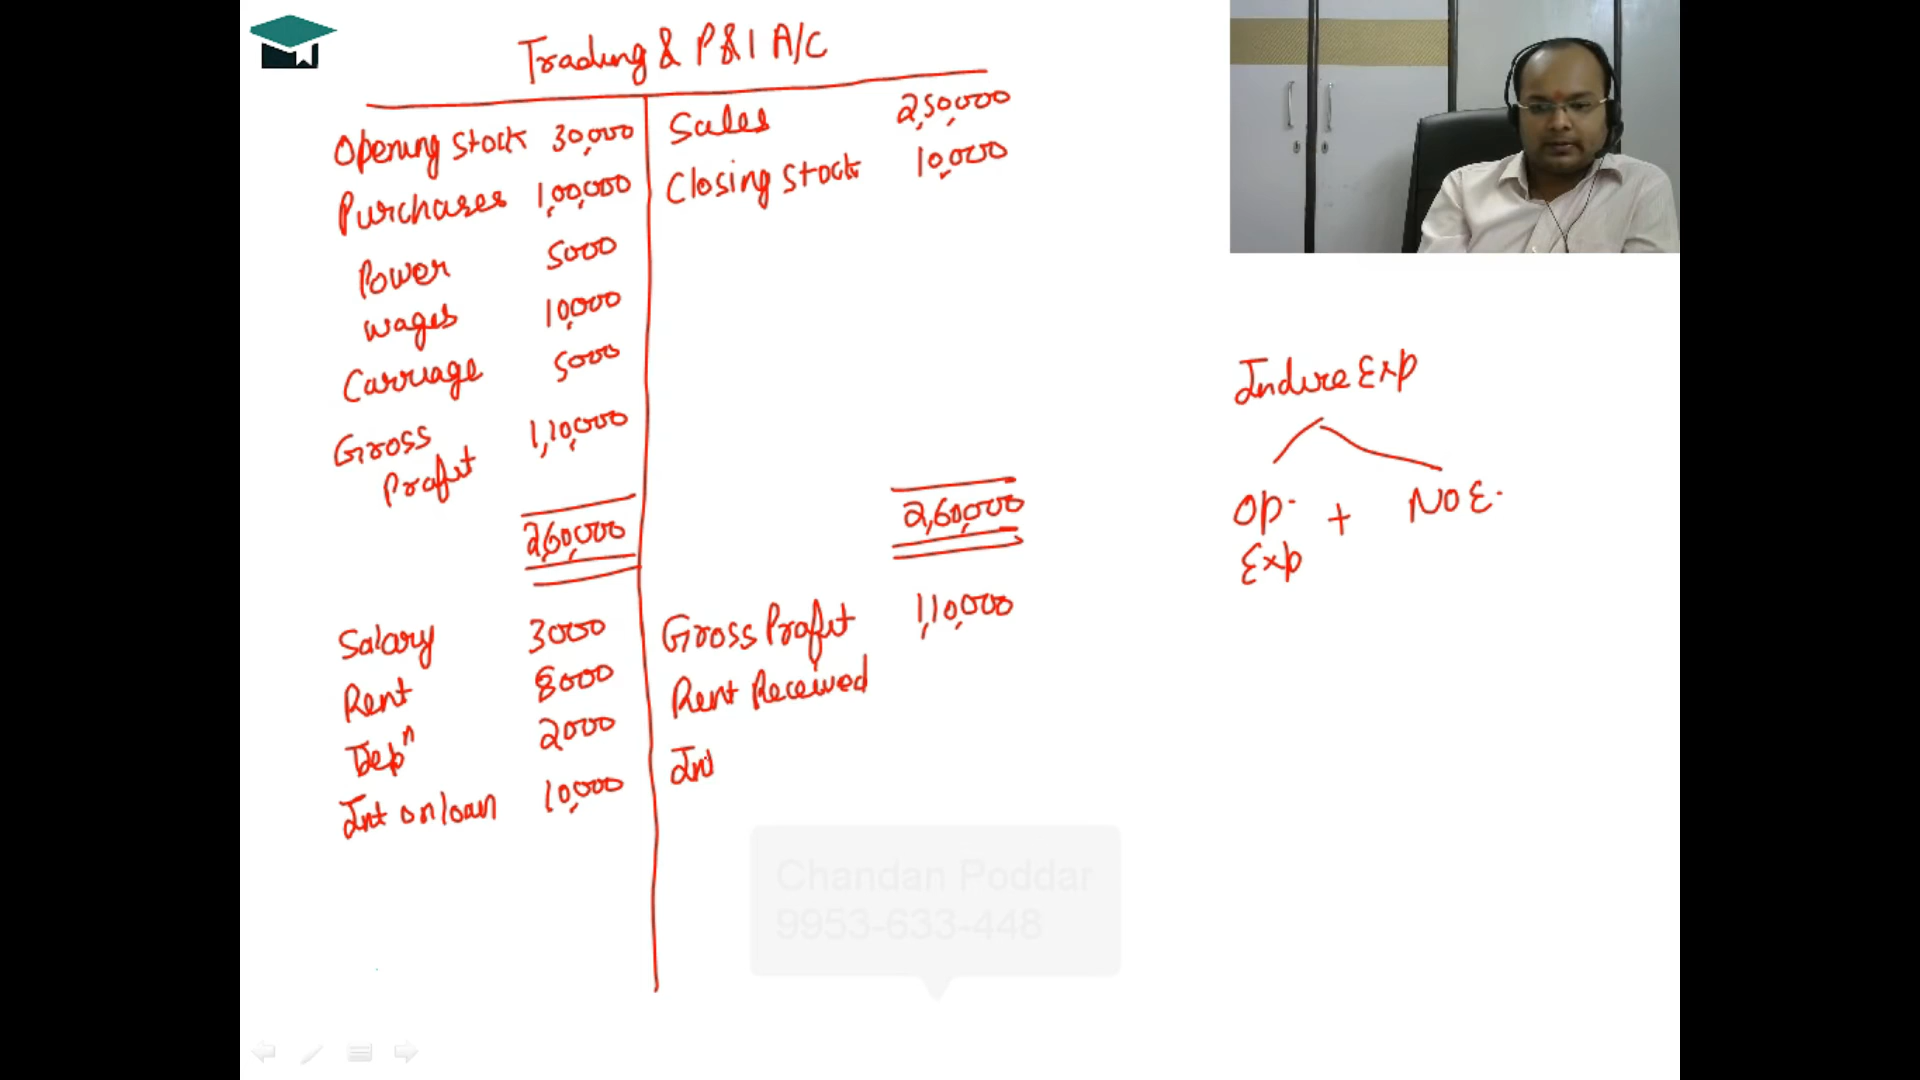 Trading & P&l A/C
Opening stock 30,000 Sales 2,50,000
Purchases 1,00,000 Closing stock 10,000
Power 5000
wages 10,000
Carriage 5000
Gross Profit 1,10,000
2,60,000 2,60,000
Salary 3000 Gross Profit 1,10,000
Rent 8000 Rent Received
Depⁿ 2000 Int
Int on loan 10,000
Indire Exp
Op. Exp + NO E.
Chandan Poddar
9953-633-448